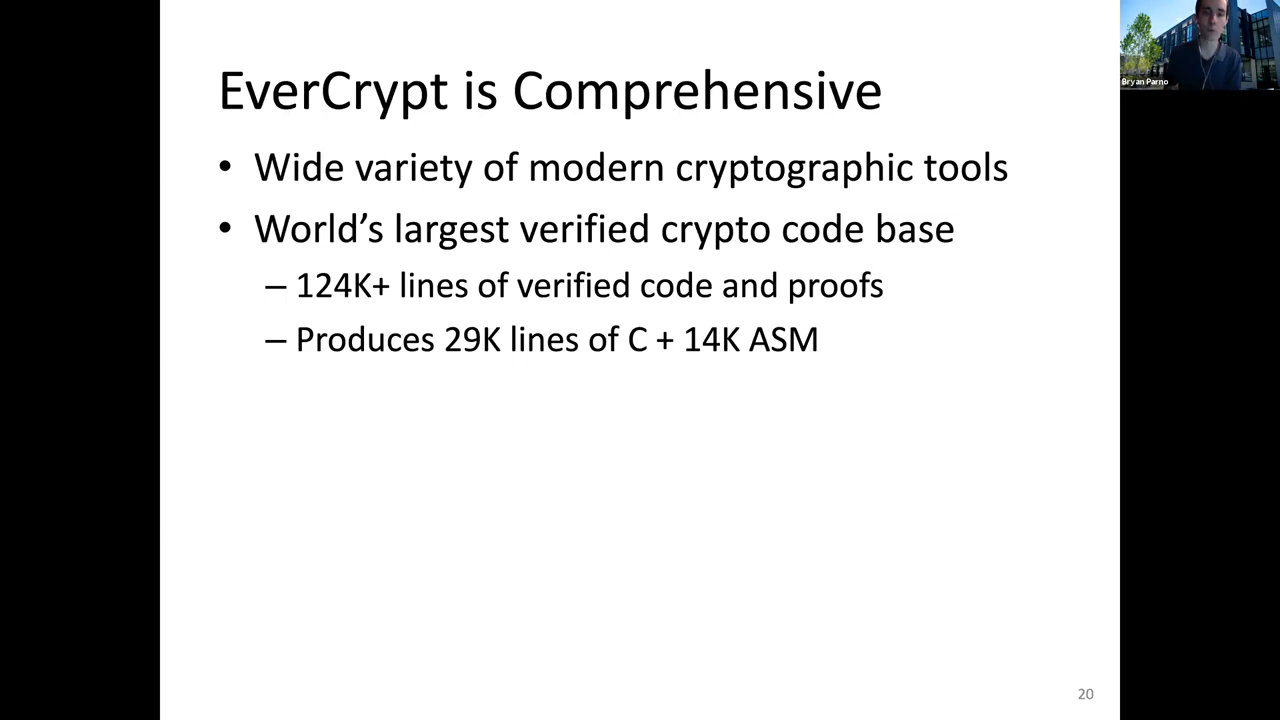 EverCrypt is Comprehensive
• Wide variety of modern cryptographic tools
• World’s largest verified crypto code base
– 124K+ lines of verified code and proofs
– Produces 29K lines of C + 14K ASM
20
Bryan Parno